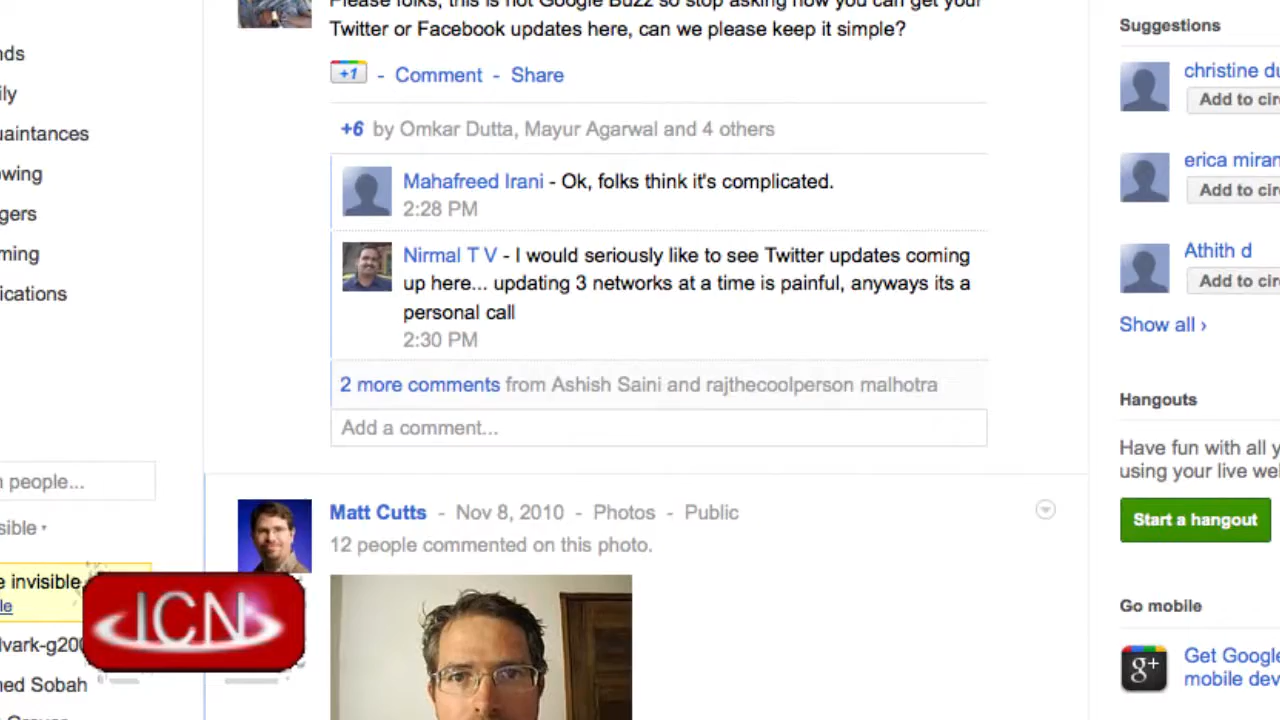 Please folks, this is not Google Buzz so stop asking how you can get your
Twitter or Facebook updates here, can we please keep it simple?
+1 - Comment - Share
+6 by Omkar Dutta, Mayur Agarwal and 4 others
Mahafreed Irani - Ok, folks think it's complicated.
2:28 PM
Nirmal T V - I would seriously like to see Twitter updates coming
up here... updating 3 networks at a time is painful, anyways its a
personal call
2:30 PM
2 more comments from Ashish Saini and rajthecoolperson malhotra
Add a comment...
Matt Cutts - Nov 8, 2010 - Photos - Public
12 people commented on this photo.
nds
ily
uaintances
owing
gers
ming
ications
n people...
sible
e invisible.
le
lvark-g200
ned Sobah
ICN
Suggestions
christine du
Add to cir
erica miran
Add to cir
Athith d
Add to cir
Show all ›
Hangouts
Have fun with all y
using your live we
Start a hangout
Go mobile
g+
Get Google
mobile dev